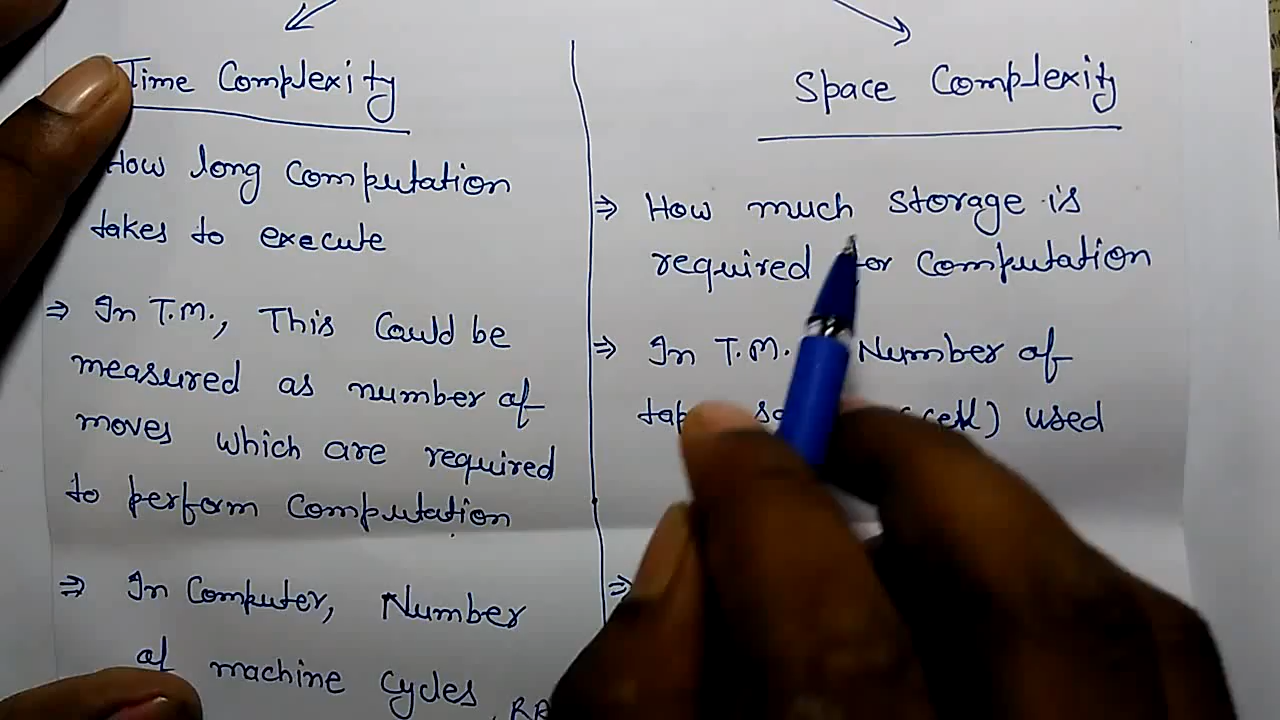 Time Complexity
How long Computation
takes to execute
⇒ In T.M., This Could be
measured as number of
moves which are required
to perform Computation
⇒ In Computer, Number
of machine Cycles,
Space Complexity
⇒ How much storage is
required for Computation
⇒ In T.M. Number of
used
⇒